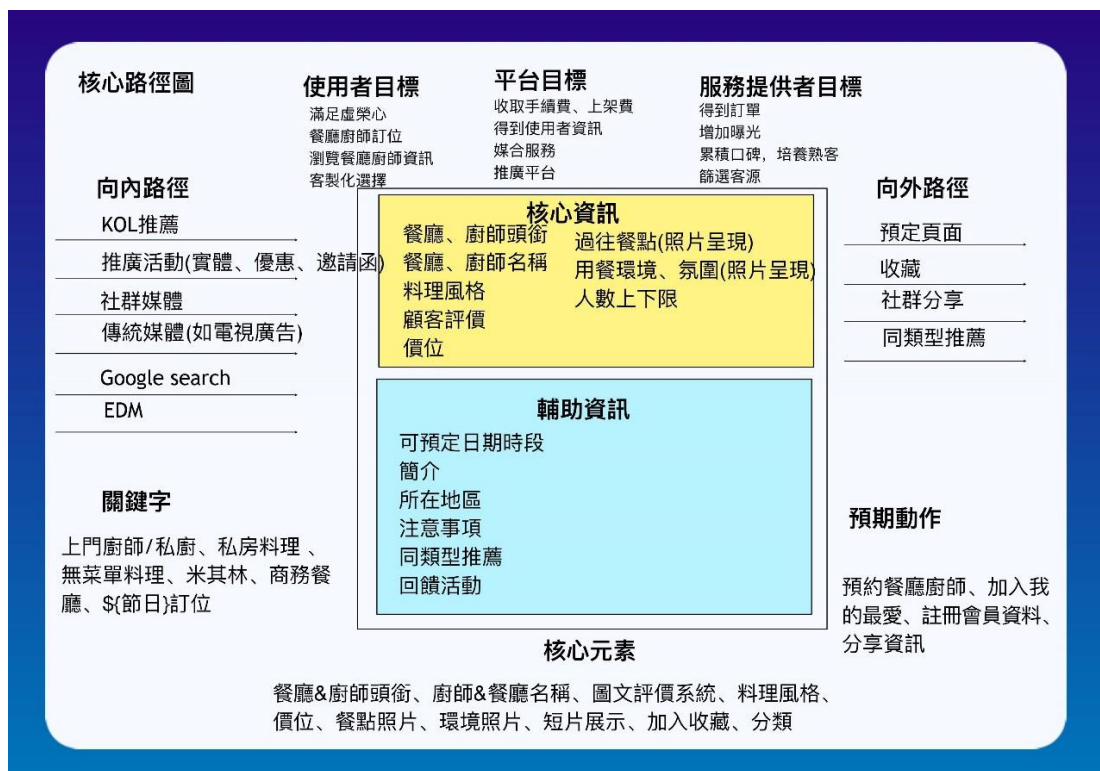 核心路徑圖
使用者目標
滿足虛榮心
餐廳廚師訂位
瀏覽餐廳廚師資訊
客製化選擇
平台目標
收取手續費、上架費
得到使用者資訊
媒合服務
推廣平台
服務提供者目標
得到訂單
增加曝光
累積口碑，培養熟客
篩選客源
向內路徑
KOL推薦
推廣活動(實體、優惠、邀請函)
社群媒體
傳統媒體(如電視廣告)
Google search
EDM
核心資訊
餐廳、廚師頭銜
餐廳、廚師名稱
料理風格
顧客評價
價位
過往餐點(照片呈現)
用餐環境、氛圍(照片呈現)
人數上下限
向外路徑
預定頁面
收藏
社群分享
同類型推薦
輔助資訊
可預定日期時段
簡介
所在地區
注意事項
同類型推薦
回饋活動
關鍵字
上門廚師/私廚、私房料理 、
無菜單料理、米其林、商務餐
廳、${節日}訂位
預期動作
預約餐廳廚師、加入我
的最愛、註冊會員資料、
分享資訊
核心元素
餐廳&廚師頭銜、廚師&餐廳名稱、圖文評價系統、料理風格、
價位、餐點照片、環境照片、短片展示、加入收藏、分類